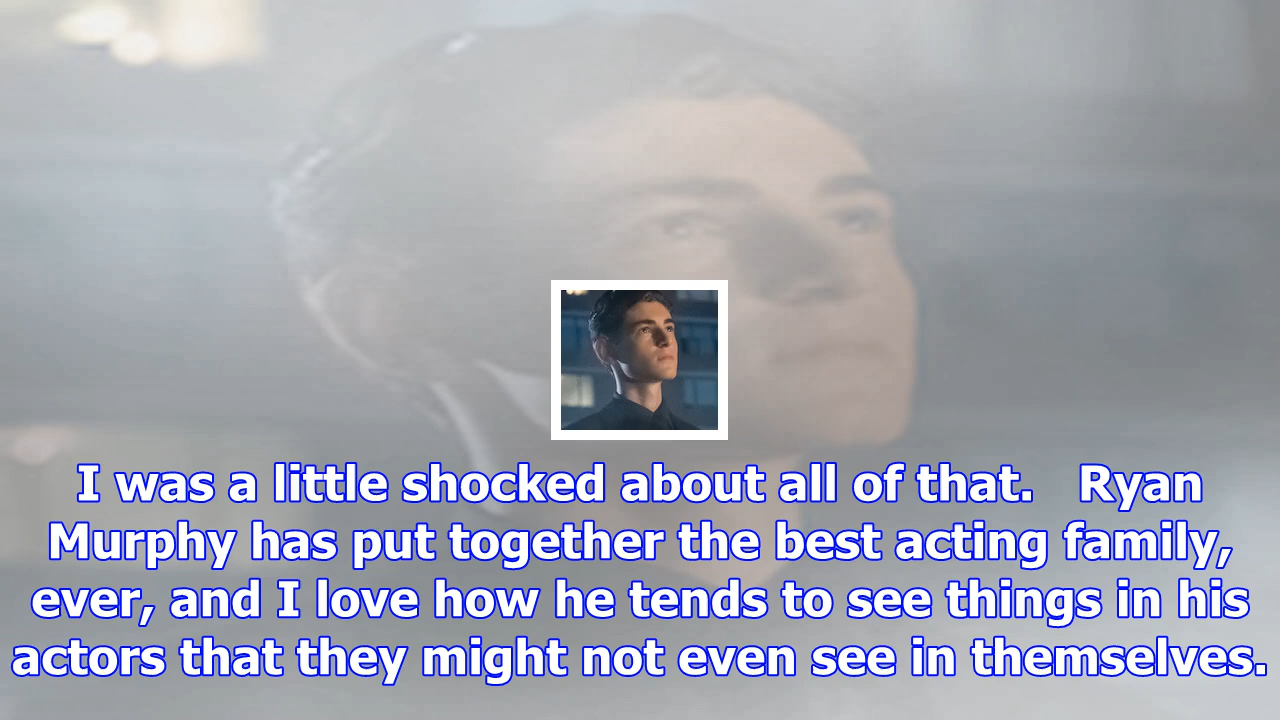 I was a little shocked about all of that.   Ryan
Murphy has put together the best acting family,
ever, and I love how he tends to see things in his
actors that they might not even see in themselves.